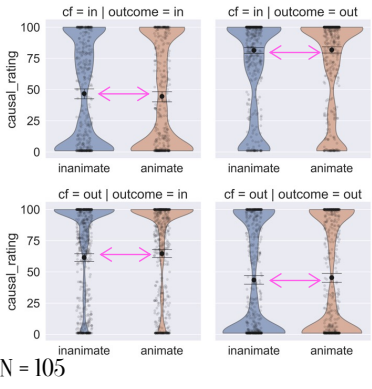 cf = in | outcome = in
cf = in | outcome = out
causal_rating
100
75
50
25
0
inanimate
animate
inanimate
animate
cf = out | outcome = in
cf = out | outcome = out
causal_rating
100
75
50
25
0
inanimate
animate
inanimate
animate
N = 105